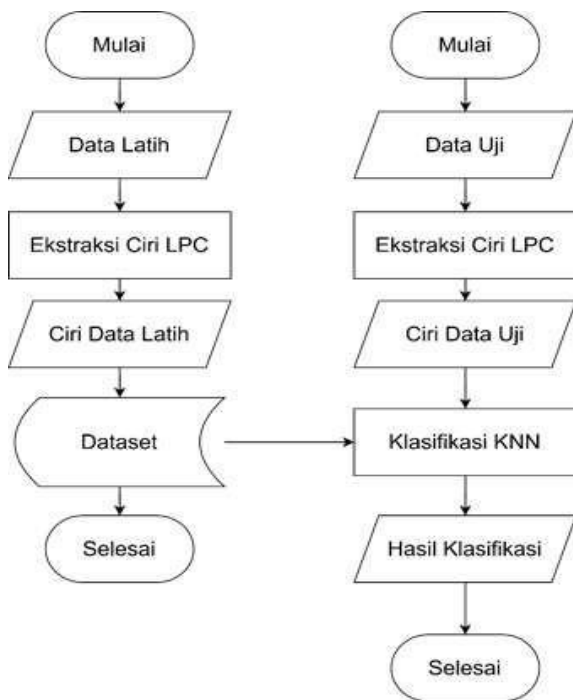 Mulai
Data Latih
Ekstraksi Ciri LPC
Ciri Data Latih
Dataset
Selesai
Mulai
Data Uji
Ekstraksi Ciri LPC
Ciri Data Uji
Klasifikasi KNN
Hasil Klasifikasi
Selesai